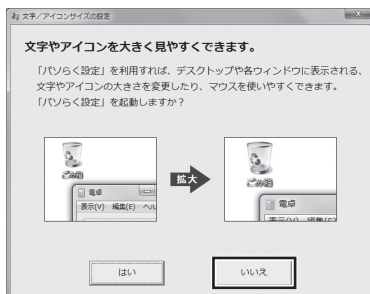 文字／アイコンサイズの設定
文字やアイコンを大きく見やすくできます。
「パソらく設定」を利用すれば、デスクトップや各ウィンドウに表示される、
文字やアイコンの大きさを変更したり、マウスを使いやすくできます。
「パソらく設定」を起動しますか？
ごみ箱
電卓
表示(V) 編集(E) ヘル
拡大
ごみ箱
電卓
表示(V) 編集(E)
はい
いいえ